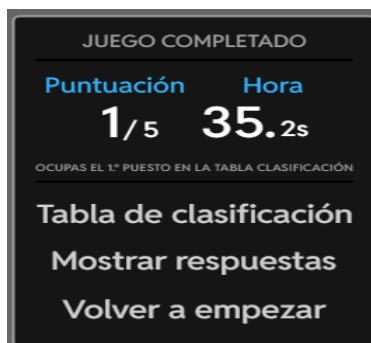 JUEGO COMPLETADO
Puntuación Hora
1/5 35.2s
OCUPAS EL 1.º PUESTO EN LA TABLA CLASIFICACIÓN
Tabla de clasificación
Mostrar respuestas
Volver a empezar